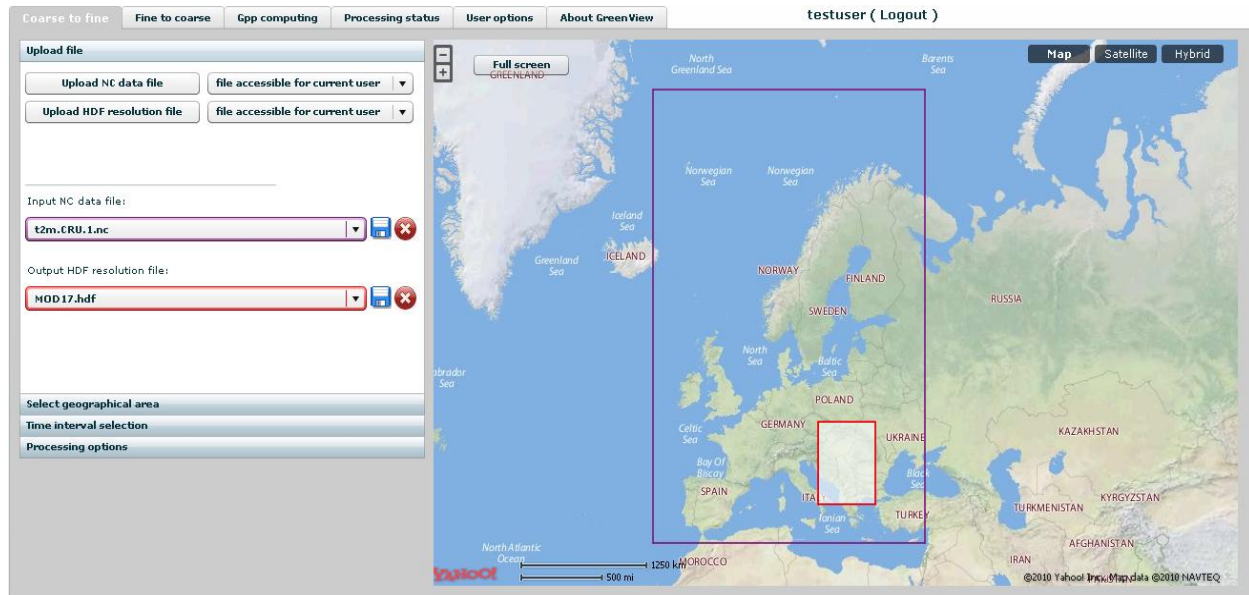 Coarse to fine
Fine to coarse
Gpp computing
Processing status
User options
About GreenView
testuser ( Logout )
Upload file
Upload NC data file
file accessible for current user
Upload HDF resolution file
file accessible for current user
Input NC data file:
t2m.CRU.1.nc
Output HDF resolution file:
MOD17.hdf
Select geographical area
Time interval selection
Processing options
Full screen
Map
Satellite
Hybrid
GREENLAND
North
Greenland Sea
Barents
Sea
Norwegian
Sea
Norwegian
Sea
Iceland
Sea
Greenland
Sea
ICELAND
NORWAY
FINLAND
SWEDEN
RUSSIA
North
Sea
Baltic
Sea
Sea
POLAND
GERMANY
UKRAINE
KAZAKHSTAN
Celtic
Sea
Bay Of
Biscay
SPAIN
Black
Sea
Ionian
Sea
TURKEY
TURKMENISTAN
KYRGYZSTAN
AFGHANISTAN
IRAN
North Atlantic
Ocean
MOROCCO
YAHOO!
1250 km
500 mi
©2010 Yahoo! Inc., Map data ©2010 NAVTEQ